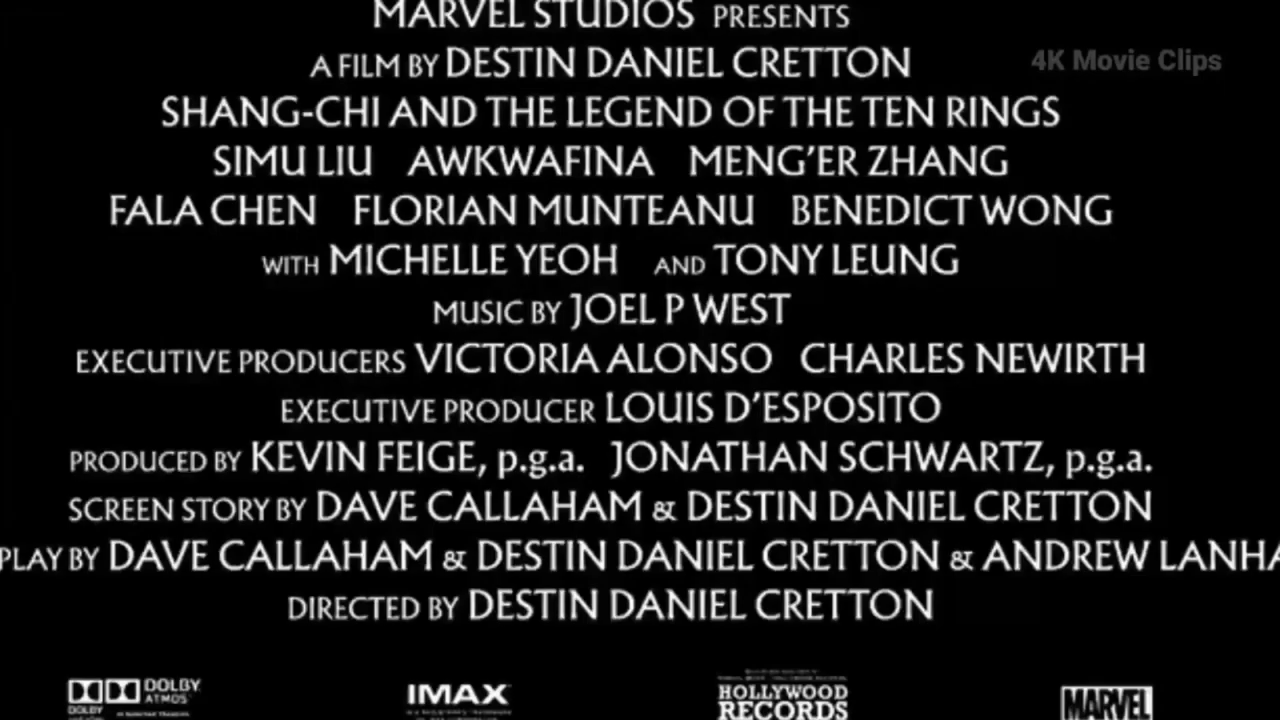 MARVEL STUDIOS PRESENTS
4K Movie Clips
A FILM BY DESTIN DANIEL CRETTON
SHANG-CHI AND THE LEGEND OF THE TEN RINGS
SIMU LIU AWKWAFINA MENG'ER ZHANG
FALA CHEN FLORIAN MUNTEANU BENEDICT WONG
WITH MICHELLE YEOH AND TONY LEUNG
MUSIC BY JOEL P WEST
EXECUTIVE PRODUCERS VICTORIA ALONSO CHARLES NEWIRTH
EXECUTIVE PRODUCER LOUIS D'ESPOSITO
PRODUCED BY KEVIN FEIGE, p.g.a. JONATHAN SCHWARTZ, p.g.a.
SCREEN STORY BY DAVE CALLAHAM & DESTIN DANIEL CRETTON
PLAY BY DAVE CALLAHAM & DESTIN DANIEL CRETTON & ANDREW LANHA
DIRECTED BY DESTIN DANIEL CRETTON
DOLBY ATMOS IMAX HOLLYWOOD RECORDS MARVEL
DOLBY